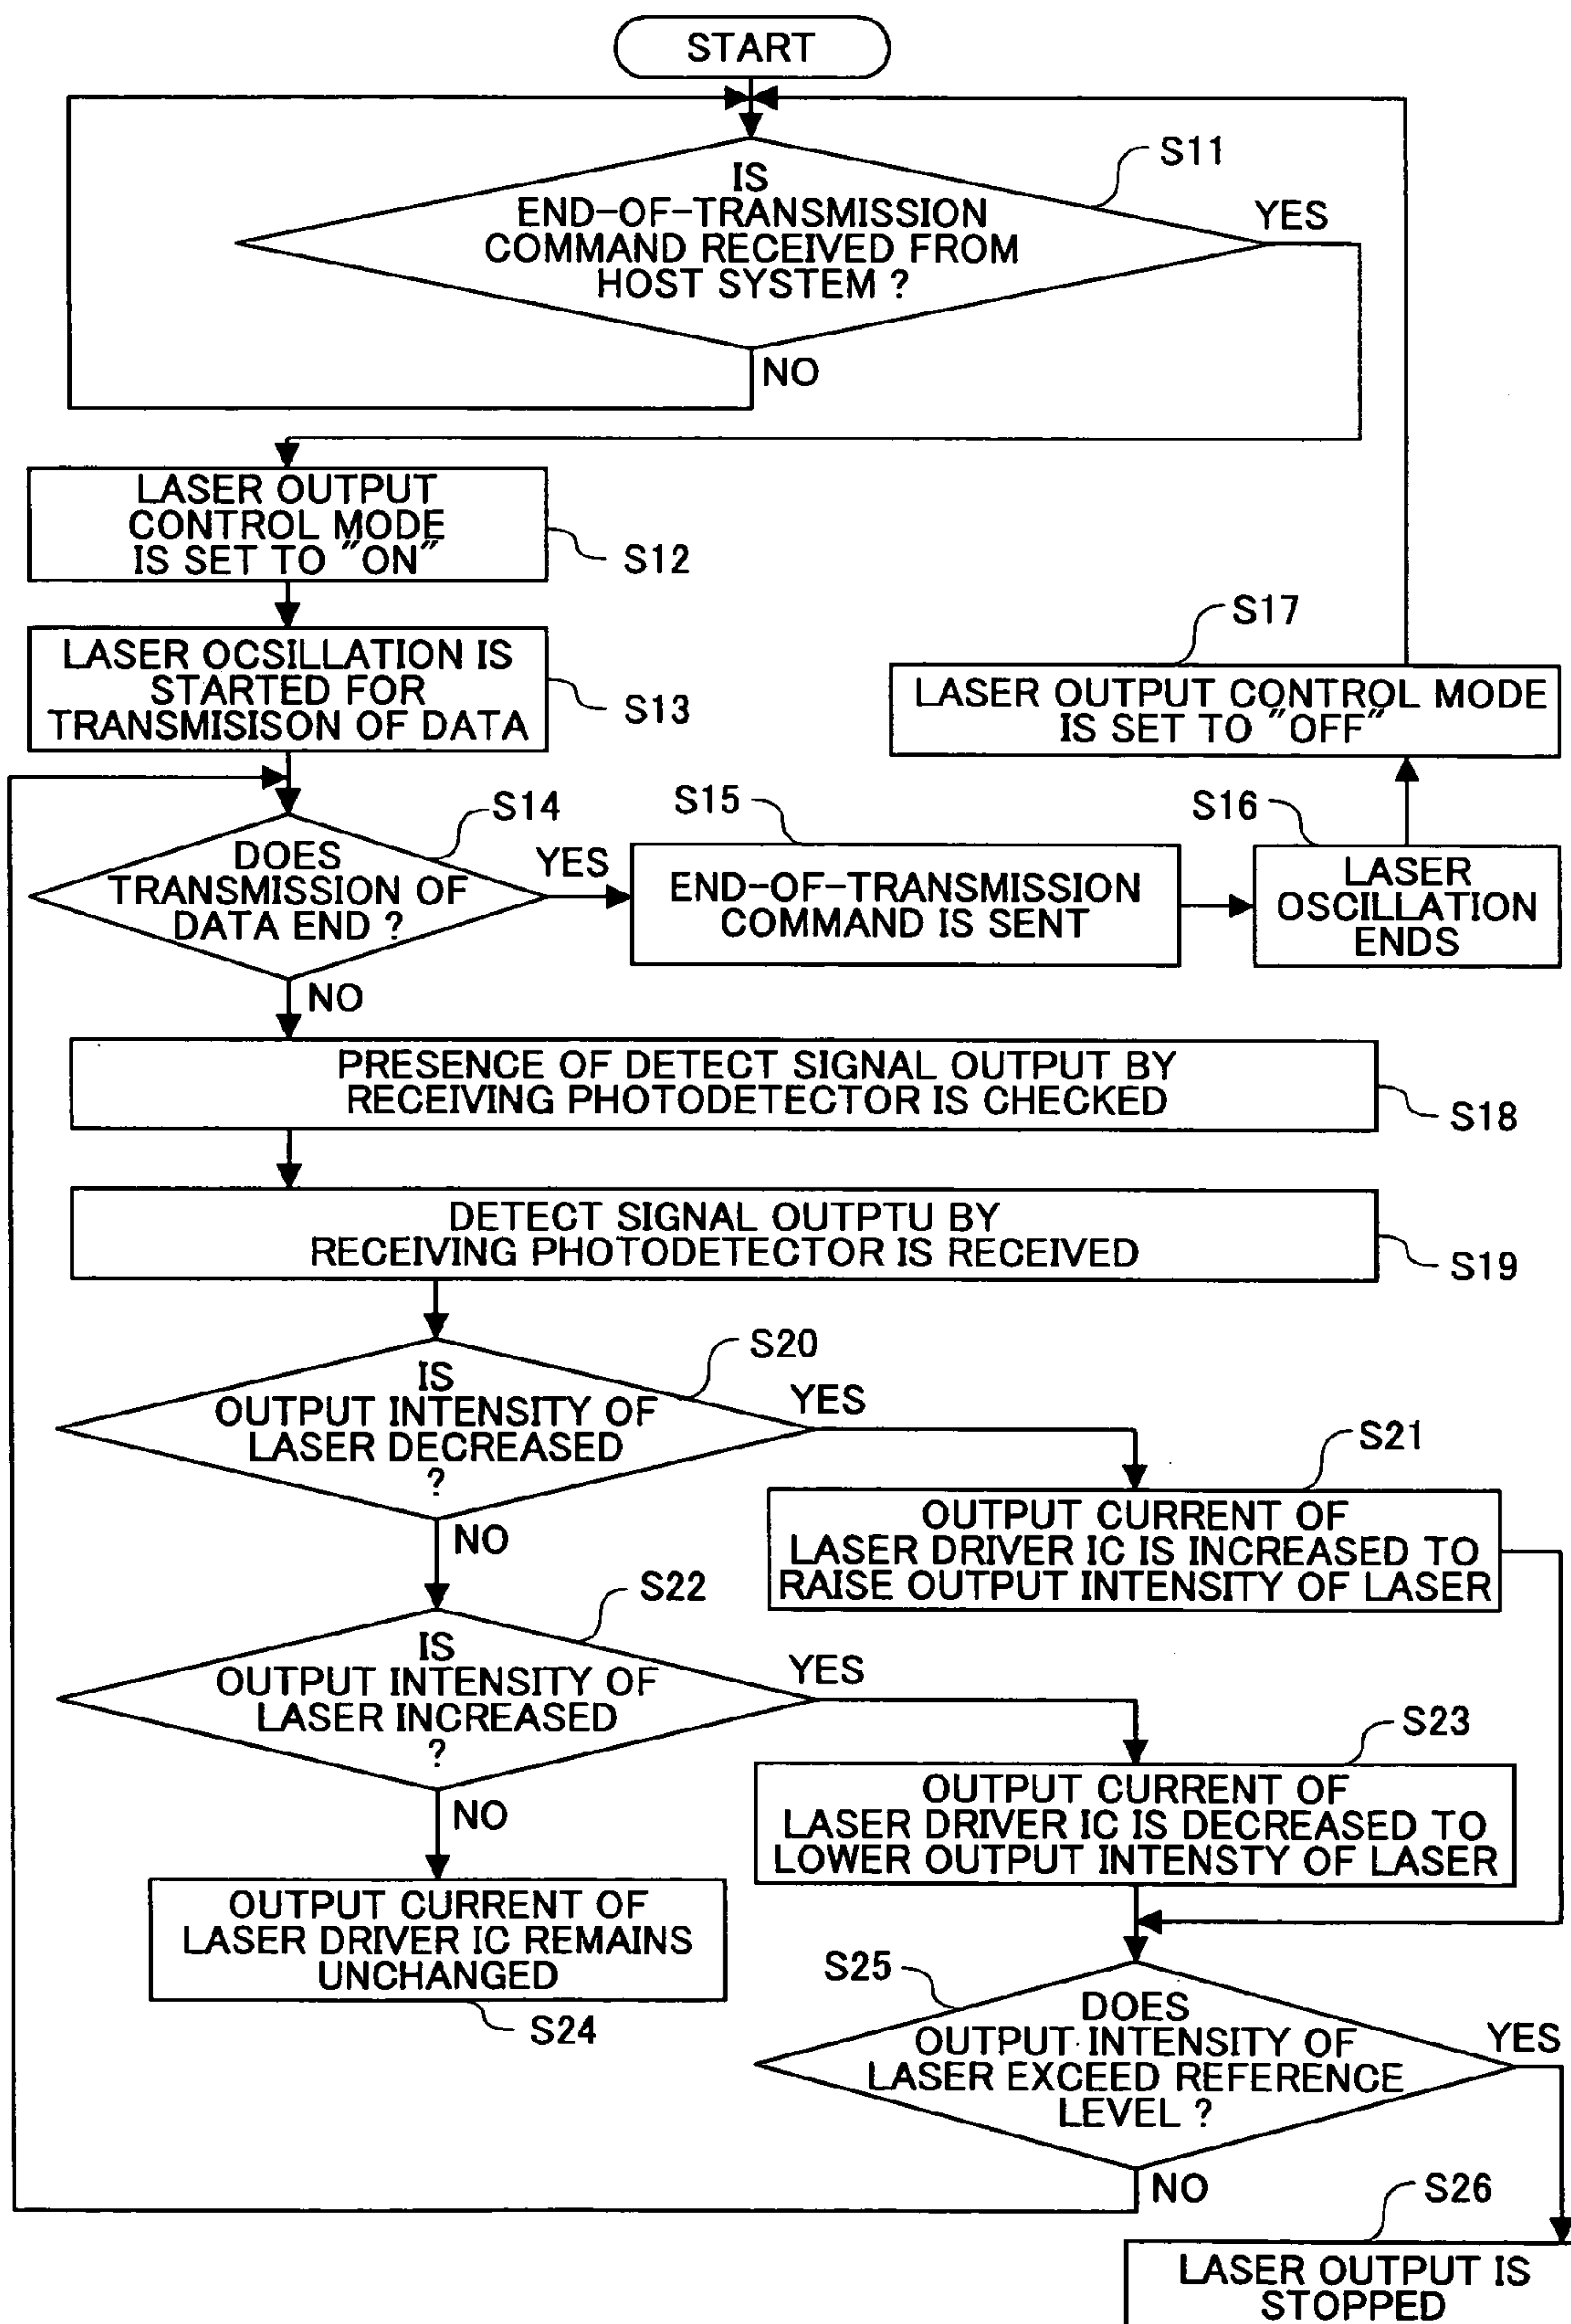 START
S11
IS
END-OF-TRANSMISSION
COMMAND RECEIVED FROM
HOST SYSTEM ?
YES
NO
LASER OUTPUT
CONTROL MODE
IS SET TO "ON"
S12
LASER OCSILLATION IS
STARTED FOR
TRANSMISISON OF DATA
S13
S17
LASER OUTPUT CONTROL MODE
IS SET TO "OFF"
S14
DOES
TRANSMISSION OF
DATA END ?
YES
NO
S15
END-OF-TRANSMISSION
COMMAND IS SENT
S16
LASER
OSCILLATION
ENDS
PRESENCE OF DETECT SIGNAL OUTPUT BY
RECEIVING PHOTODETECTOR IS CHECKED
S18
DETECT SIGNAL OUTPTU BY
RECEIVING PHOTODETECTOR IS RECEIVED
S19
S20
IS
OUTPUT INTENSITY OF
LASER DECREASED
?
YES
NO
S21
OUTPUT CURRENT OF
LASER DRIVER IC IS INCREASED TO
RAISE OUTPUT INTENSITY OF LASER
S22
IS
OUTPUT INTENSITY OF
LASER INCREASED
?
YES
NO
S23
OUTPUT CURRENT OF
LASER DRIVER IC IS DECREASED TO
LOWER OUTPUT INTENSTY OF LASER
OUTPUT CURRENT OF
LASER DRIVER IC REMAINS
UNCHANGED
S24
S25
DOES
OUTPUT INTENSITY OF
LASER EXCEED REFERENCE
LEVEL ?
YES
NO
S26
LASER OUTPUT IS
STOPPED